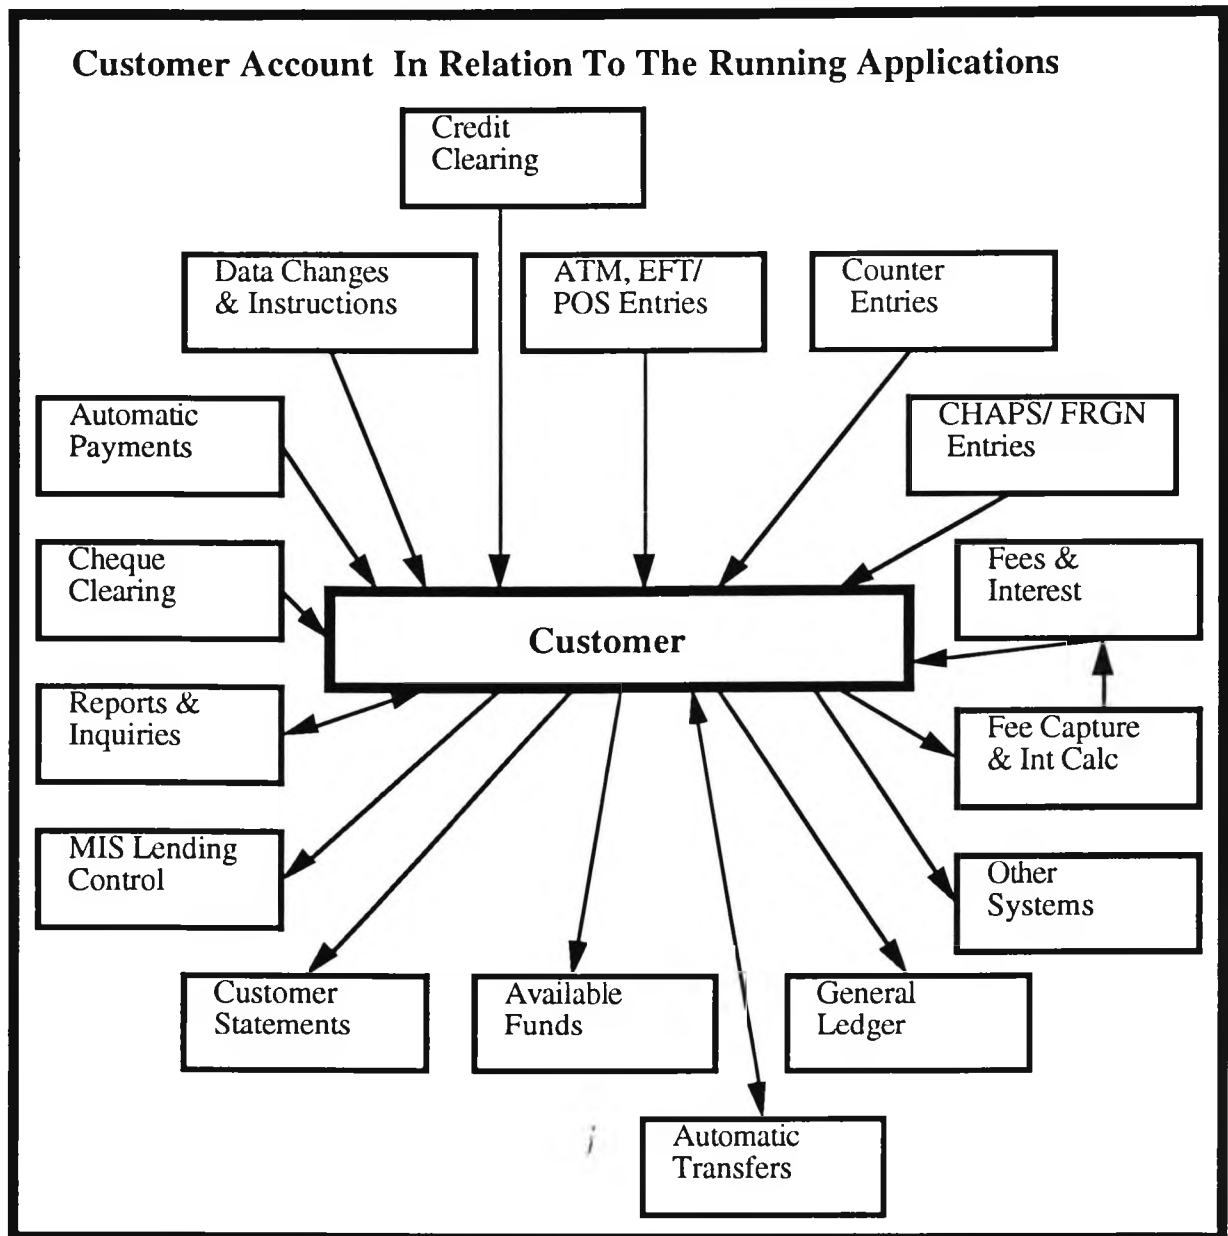 Customer Account In Relation To The Running Applications
Credit
Clearing
Data Changes
& Instructions
ATM, EFT/
POS Entries
Counter
Entries
Automatic
Payments
CHAPS/ FRGN
Entries
Cheque
Clearing
Fees &
Interest
Customer
Reports &
Inquiries
Fee Capture
& Int Calc
MIS Lending
Control
Other
Systems
Customer
Statements
Available
Funds
General
Ledger
Automatic
Transfers